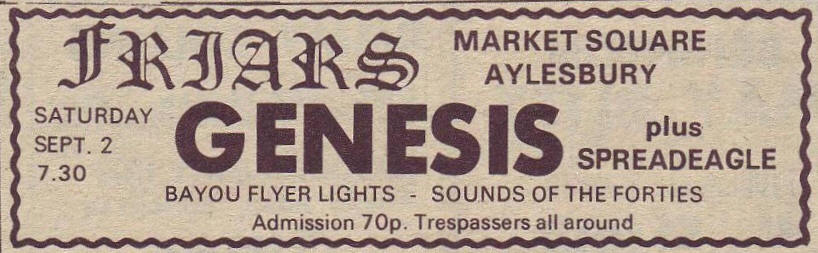 FRIARS
MARKET SQUARE
AYLESBURY
SATURDAY
SEPT. 2
7.30
GENESIS
plus
SPREADEAGLE
BAYOU FLYER LIGHTS - SOUNDS OF THE FORTIES
Admission 70p. Trespassers all around